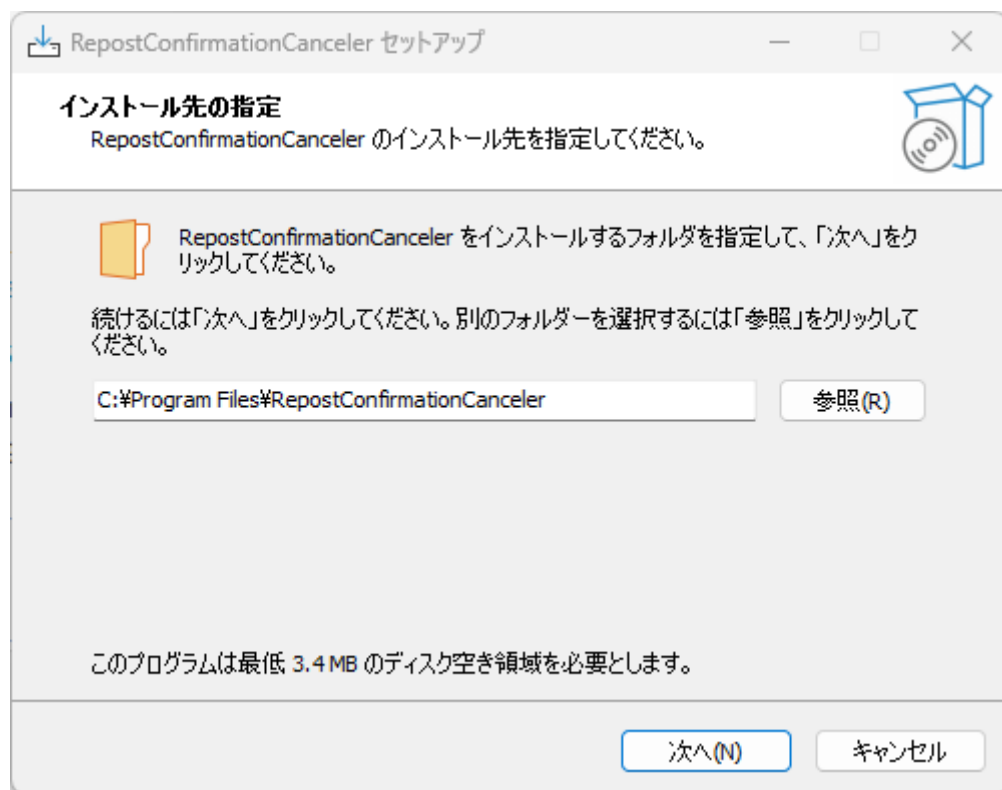 RepostConfirmationCanceler セットアップ
インストール先の指定
RepostConfirmationCanceler のインストール先を指定してください。
RepostConfirmationCanceler をインストールするフォルダを指定して、「次へ」をク
リックしてください。
続けるには「次へ」をクリックしてください。別のフォルダーを選択するには「参照」をクリックして
ください。
C:¥Program Files¥RepostConfirmationCanceler
参照(R)
このプログラムは最低 3.4 MB のディスク空き領域を必要とします。
次へ(N)
キャンセル